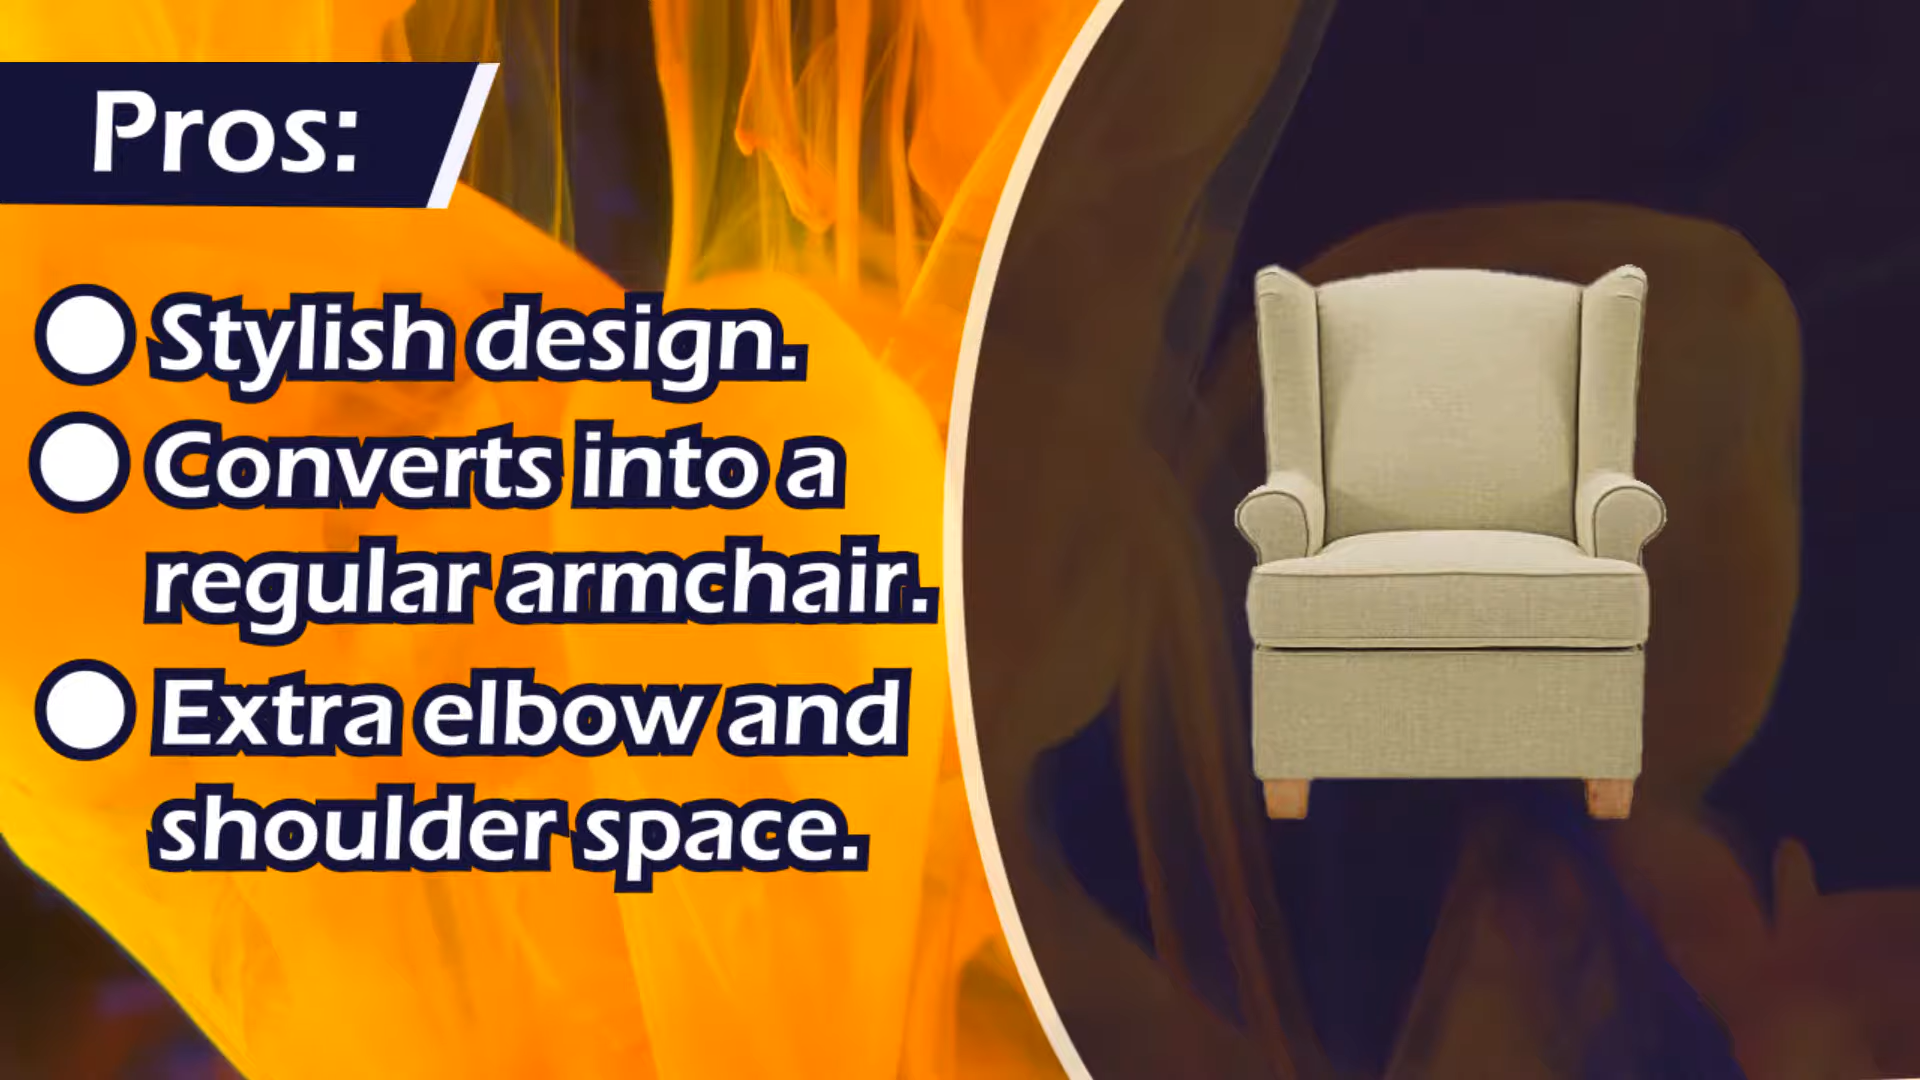 Pros:
Stylish design.
Converts into a
regular armchair.
Extra elbow and
shoulder space.